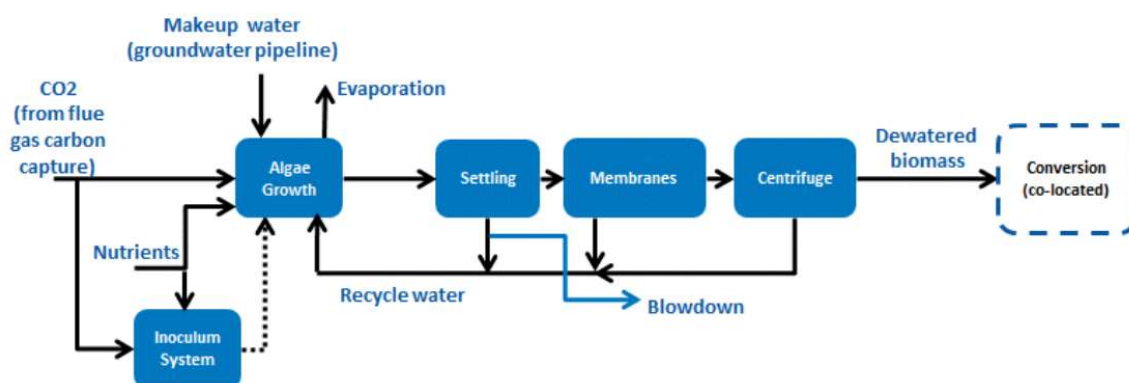 Makeup water
(groundwater pipeline)
CO2
(from flue
gas carbon
capture)
Evaporation
Algae
Growth
Settling
Membranes
Centrifuge
Dewatered
biomass
Conversion
(co-located)
Nutrients
Recycle water
Blowdown
Inoculum
System